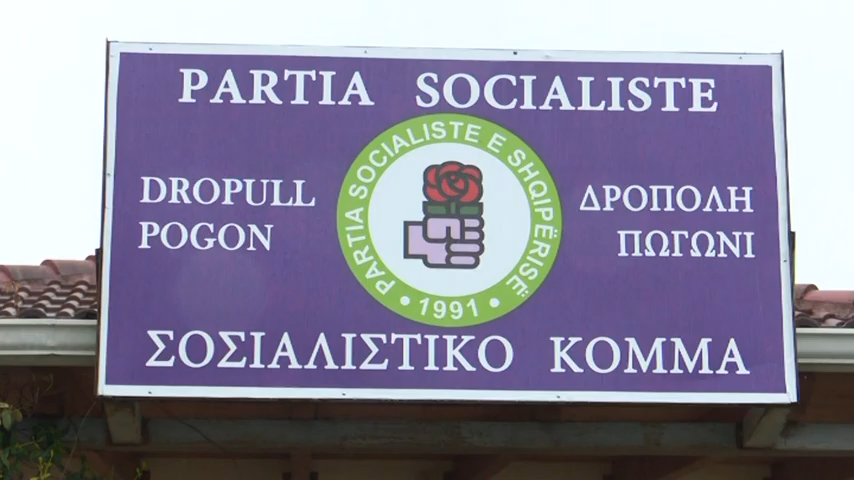 PARTIA SOCIALISTE
DROPULL
POGON
PARTIA SOCIALISTE E SHQIPËRISË
• 1991 •
ΔΡΟΠΟΛΗ
ΠΩΓΩΝΙ
ΣΟΣΙΑΛΙΣΤΙΚΟ ΚΟΜΜΑ